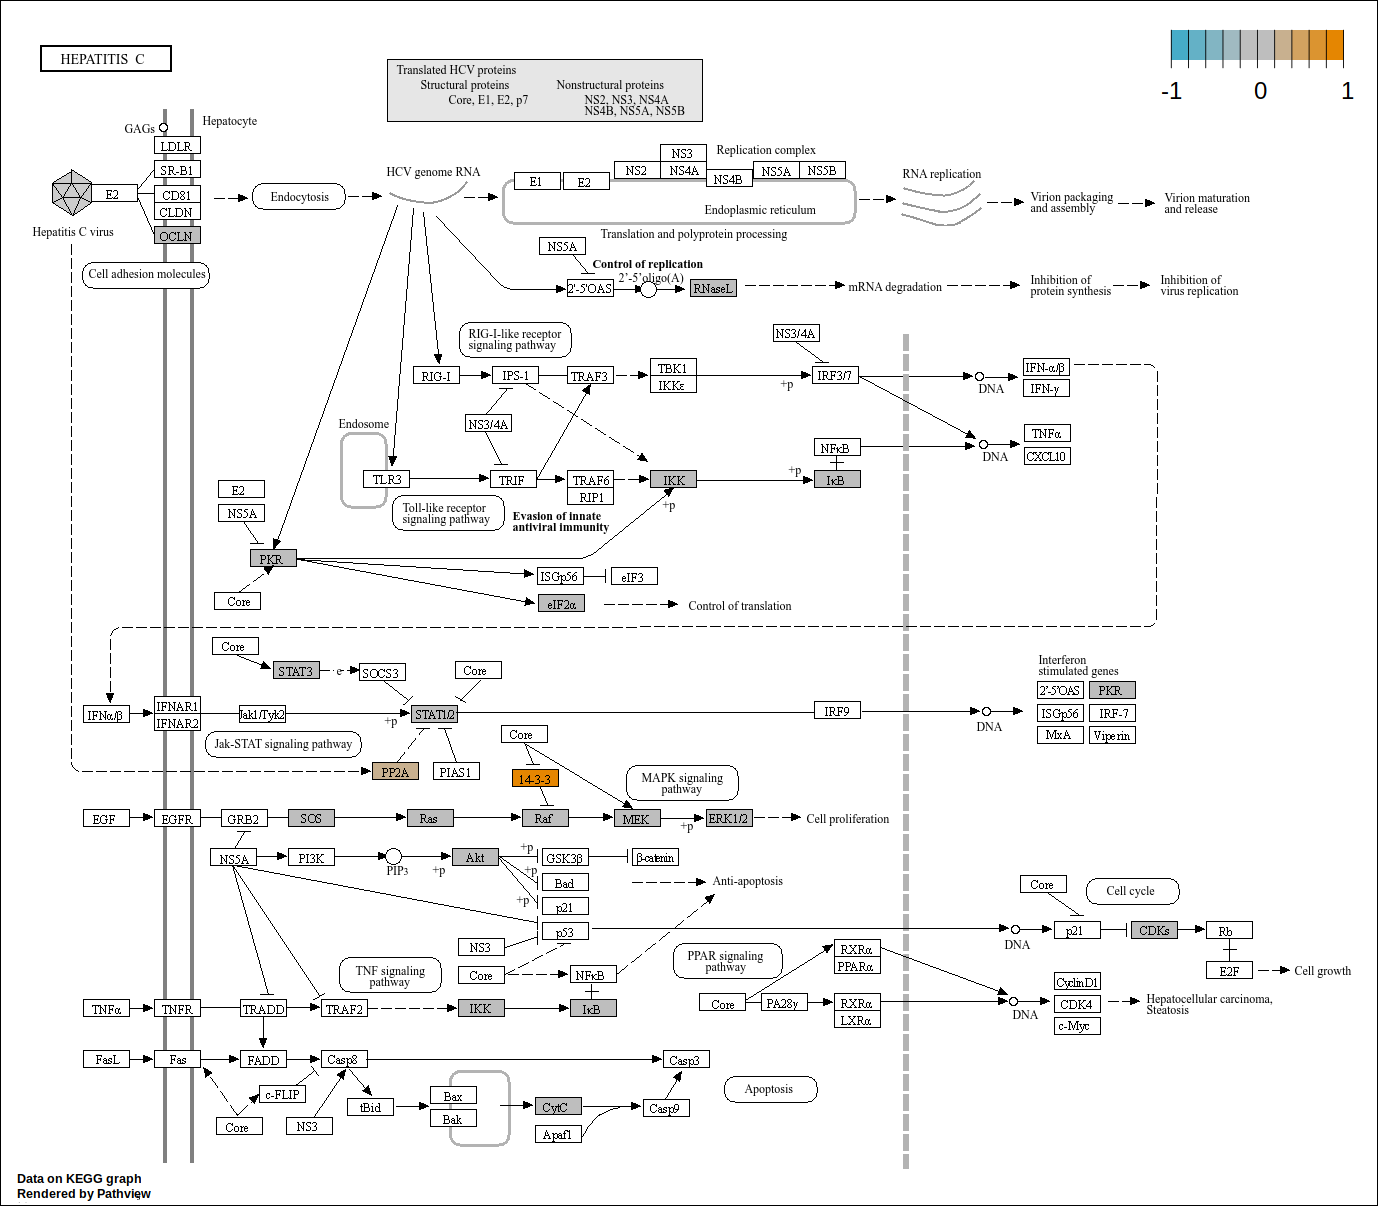 HEPATITIS C
-1
0
1
Translated HCV proteins
Structural proteins
Nonstructural proteins
Core, E1, E2, p7
NS2, NS3, NS4A
NS4B, NS5A, NS5B
GAGs
Hepatocyte
LDLR
SR-B1
CD81
CLDN
OCLN
E2
Hepatitis C virus
Cell adhesion molecules
Endocytosis
HCV genome RNA
E1
E2
NS2
NS3
NS4A
NS4B
NS5A
NS5B
Replication complex
Endoplasmic reticulum
Translation and polyprotein processing
RNA replication
Virion packaging
and assembly
Virion maturation
and release
NS5A
Control of replication
2'-5'oligo(A)
2'-5'OAS
RNaseL
mRNA degradation
Inhibition of
protein synthesis
Inhibition of
virus replication
RIG-I-like receptor
signaling pathway
NS3/4A
RIG-I
IPS-1
TRAF3
TBK1
IKKε
+p
IRF3/7
DNA
IFN-α/β
IFN-γ
NS3/4A
Endosome
TLR3
TRIF
TRAF6
RIP1
IKK
+p
+p
NFκB
IκB
DNA
TNFα
CXCL10
Toll-like receptor
signaling pathway
Evasion of innate
antiviral immunity
E2
NS5A
PKR
Core
ISGp56
eIF3
eIF2α
Control of translation
Core
STAT3
e
SOCS3
Core
IFNα/β
IFNAR1
IFNAR2
Jak1/Tyk2
+p
STAT1/2
IRF9
DNA
Interferon
stimulated genes
2'-5'OAS
PKR
ISGp56
IRF-7
MxA
Viperin
Jak-STAT signaling pathway
PP2A
PIAS1
Core
14-3-3
MAPK signaling
pathway
EGF
EGFR
GRB2
SOS
Ras
Raf
MEK
+p
ERK1/2
Cell proliferation
NS5A
PI3K
PIP3
+p
Akt
+p
+p
+p
GSK3β
β-catenin
Bad
p21
p53
Anti-apoptosis
NS3
Core
NFκB
IκB
TNF signaling
pathway
PPAR signaling
pathway
RXRα
PPARα
Core
PA28γ
RXRα
LXRα
DNA
Core
Cell cycle
DNA
p21
CDKs
Rb
E2F
Cell growth
CyclinD1
CDK4
c-Myc
Hepatocellular carcinoma,
Steatosis
TNFα
TNFR
TRADD
TRAF2
IKK
FasL
Fas
FADD
Casp8
Casp3
c-FLIP
Core
NS3
tBid
Bax
Bak
CytC
Apaf1
Casp9
Apoptosis
Data on KEGG graph
Rendered by Pathview